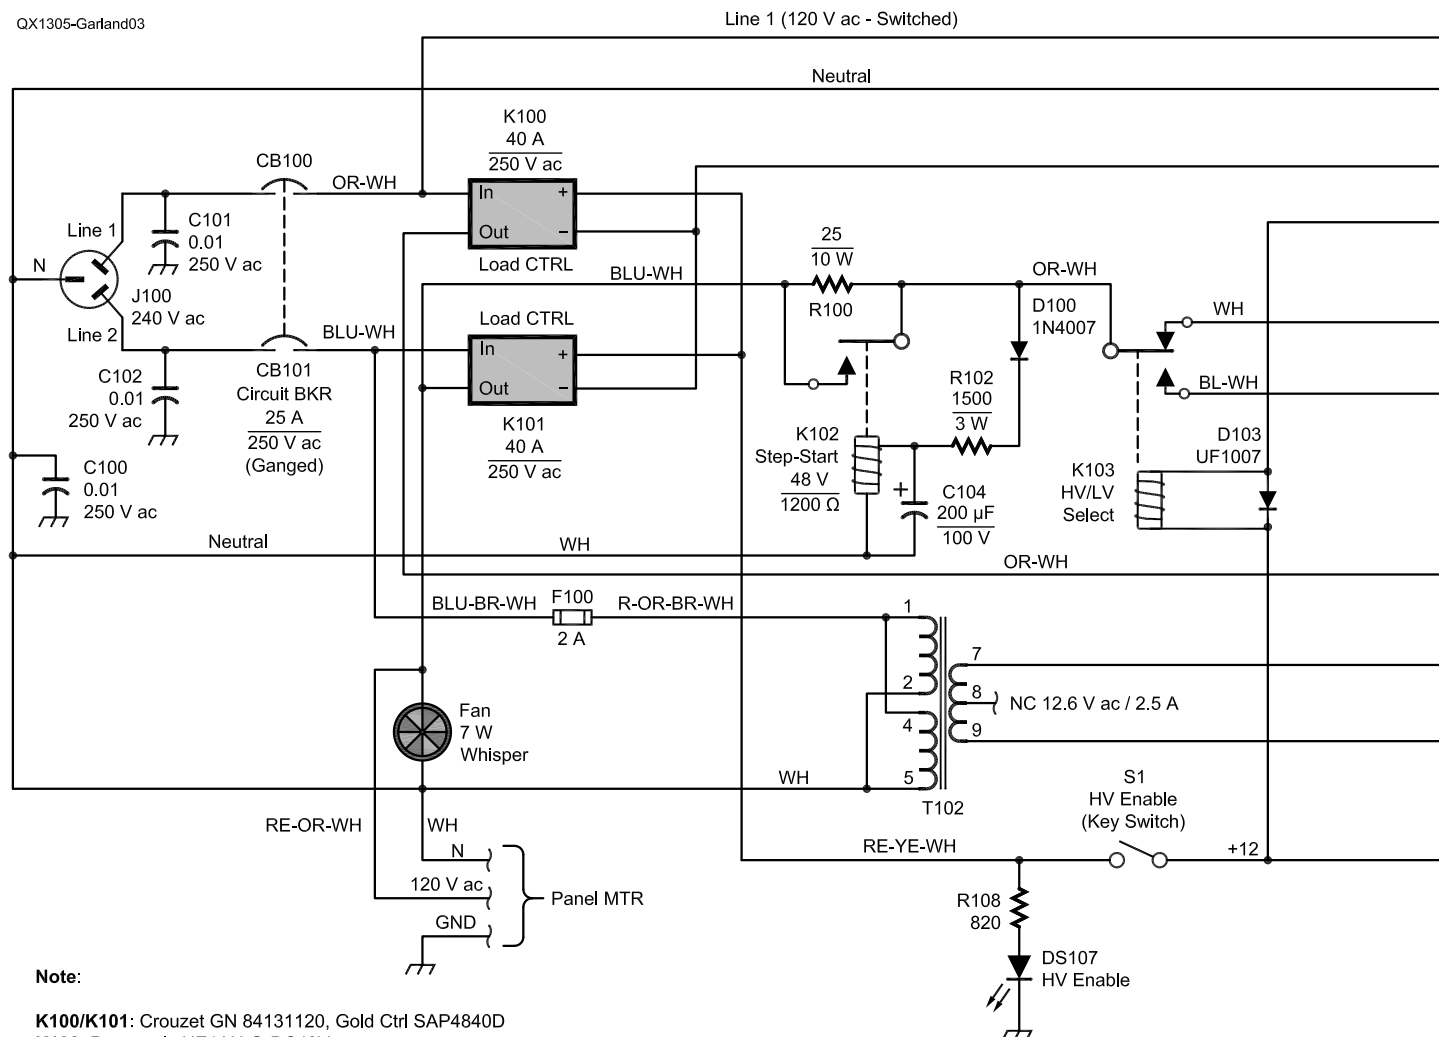 QX1305-Garland03
Line 1 (120 V ac - Switched)
Neutral
K100
40 A
250 V ac
CB100
OR-WH
In
+
Out
–
Load CTRL
Line 1
C101
0.01
250 V ac
N
J100
240 V ac
Line 2
BLU-WH
25
10 W
R100
OR-WH
D100
1N4007
WH
BL-WH
BLU-WH
Load CTRL
In
+
Out
–
K101
40 A
250 V ac
CB101
Circuit BKR
25 A
250 V ac
(Ganged)
C102
0.01
250 V ac
C100
0.01
250 V ac
R102
1500
3 W
K102
Step-Start
48 V
1200 Ω
+
C104
200 µF
100 V
D103
UF1007
K103
HV/LV
Select
Neutral
WH
OR-WH
BLU-BR-WH
F100
2 A
R-OR-BR-WH
1
2
4
5
7
8
9
NC 12.6 V ac / 2.5 A
T102
Fan
7 W
Whisper
WH
RE-OR-WH
WH
N
120 V ac
GND
Panel MTR
S1
HV Enable
(Key Switch)
RE-YE-WH
+12
R108
820
DS107
HV Enable
Note:
K100/K101: Crouzet GN 84131120, Gold Ctrl SAP4840D